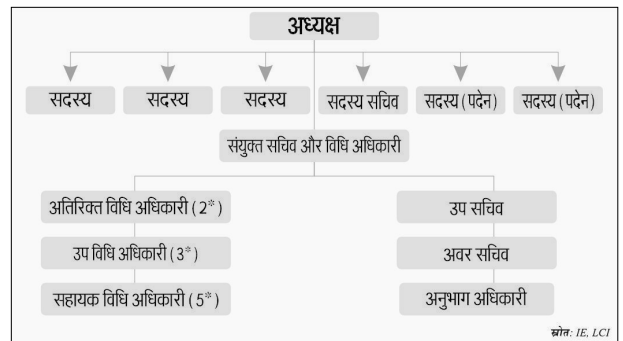 अध्यक्ष
सदस्य सदस्य सदस्य सदस्य सचिव सदस्य (पदेन) सदस्य (पदेन)
संयुक्त सचिव और विधि अधिकारी
अतिरिक्त विधि अधिकारी (2*) उप सचिव
उप विधि अधिकारी (3*) अवर सचिव
सहायक विधि अधिकारी (5*) अनुभाग अधिकारी
स्रोत: IE, LCI